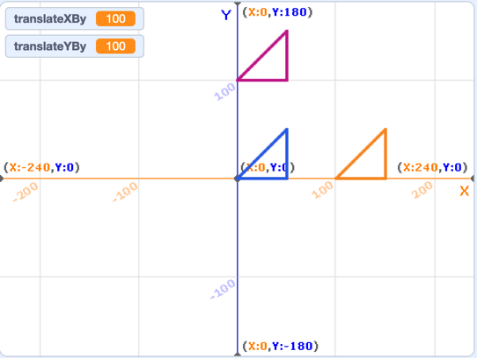 translateXBy 100
translateYBy 100
Y
(X:0,Y:180)
100
(X:-240,Y:0)
(X:0,Y:0)
(X:240,Y:0)
-200
-100
100
200
X
-100
(X:0,Y:-180)